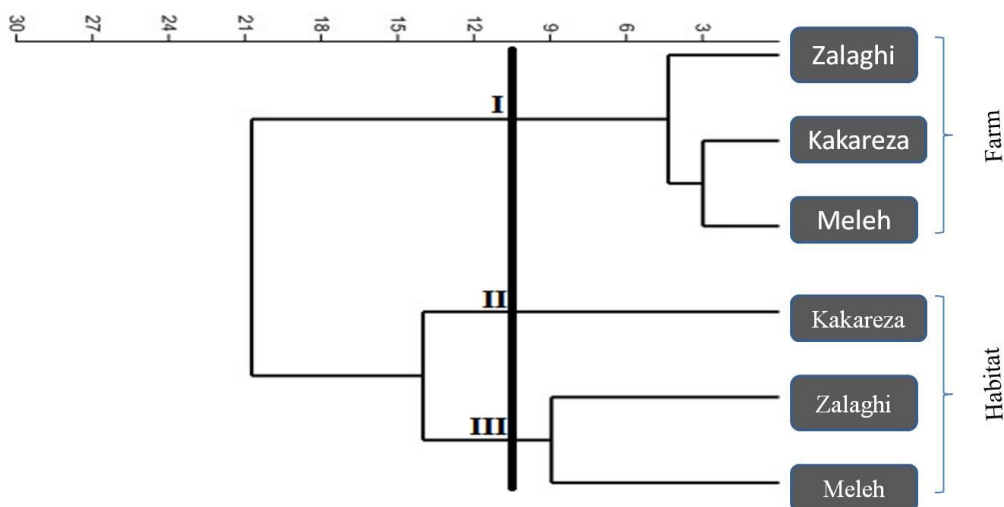 30 27 24 21 18 15 12 9 6 3
Zalaghi
I
Kakareza
Farm
Meleh
II
Kakareza
Zalaghi
Habitat
III
Meleh